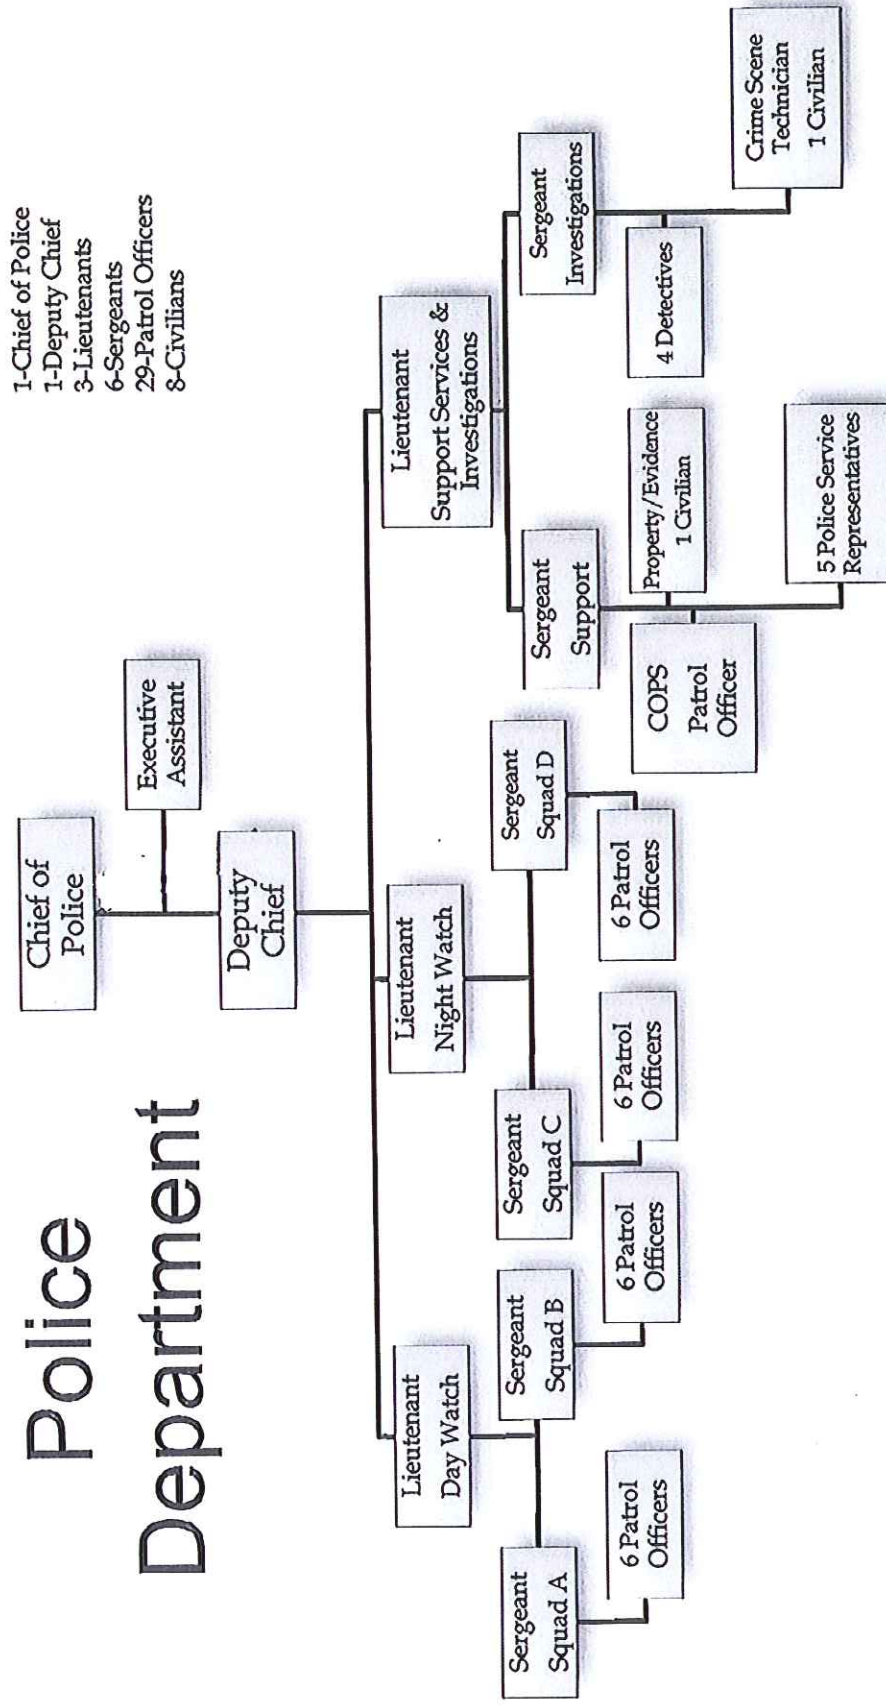 Police
Department
1-Chief of Police
1-Deputy Chief
3-Lieutenants
6-Sergeants
29-Patrol Officers
8-Civilians
Chief of
Police
Executive
Assistant
Deputy
Chief
Lieutenant
Day Watch
Lieutenant
Night Watch
Lieutenant
Support Services &
Investigations
Sergeant
Squad A
Sergeant
Squad B
Sergeant
Squad C
Sergeant
Squad D
Sergeant
Support
Sergeant
Investigations
6 Patrol
Officers
6 Patrol
Officers
6 Patrol
Officers
6 Patrol
Officers
COPS
Patrol
Officer
Property/Evidence
1 Civilian
5 Police Service
Representatives
4 Detectives
Crime Scene
Technician
1 Civilian